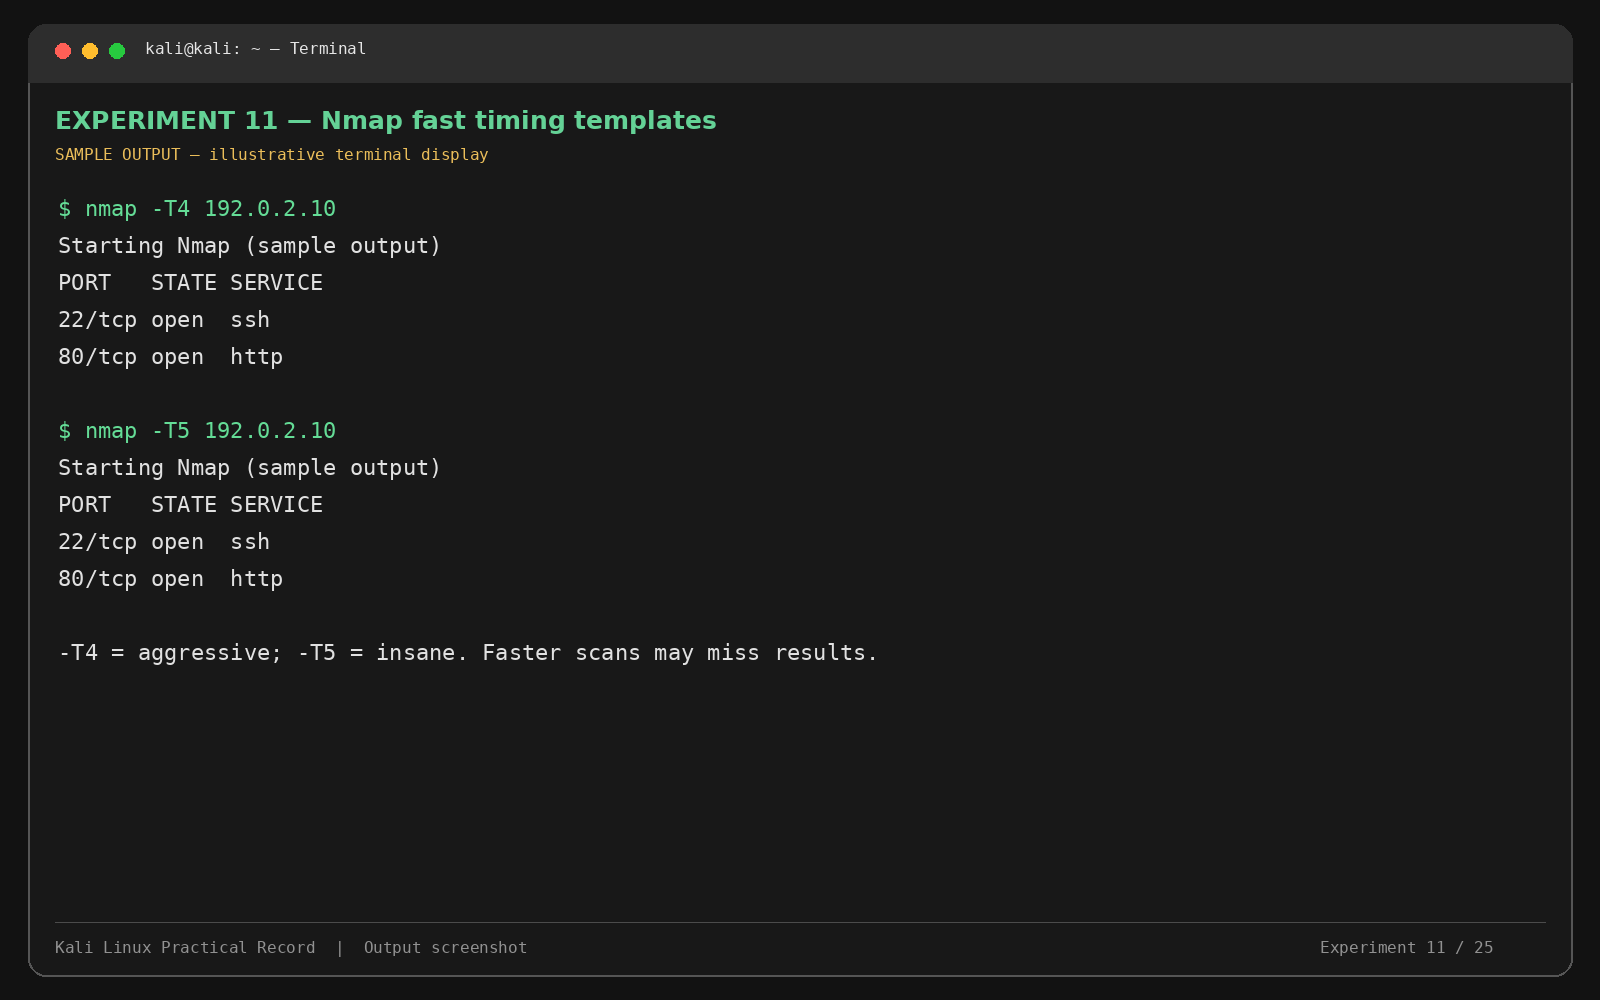 kali@kali: ~ — Terminal
EXPERIMENT 11 — Nmap fast timing templates
SAMPLE OUTPUT — illustrative terminal display
$ nmap -T4 192.0.2.10
Starting Nmap (sample output)
PORT   STATE SERVICE
22/tcp open  ssh
80/tcp open  http
$ nmap -T5 192.0.2.10
Starting Nmap (sample output)
PORT   STATE SERVICE
22/tcp open  ssh
80/tcp open  http
-T4 = aggressive; -T5 = insane. Faster scans may miss results.
Kali Linux Practical Record  |  Output screenshot
Experiment 11 / 25